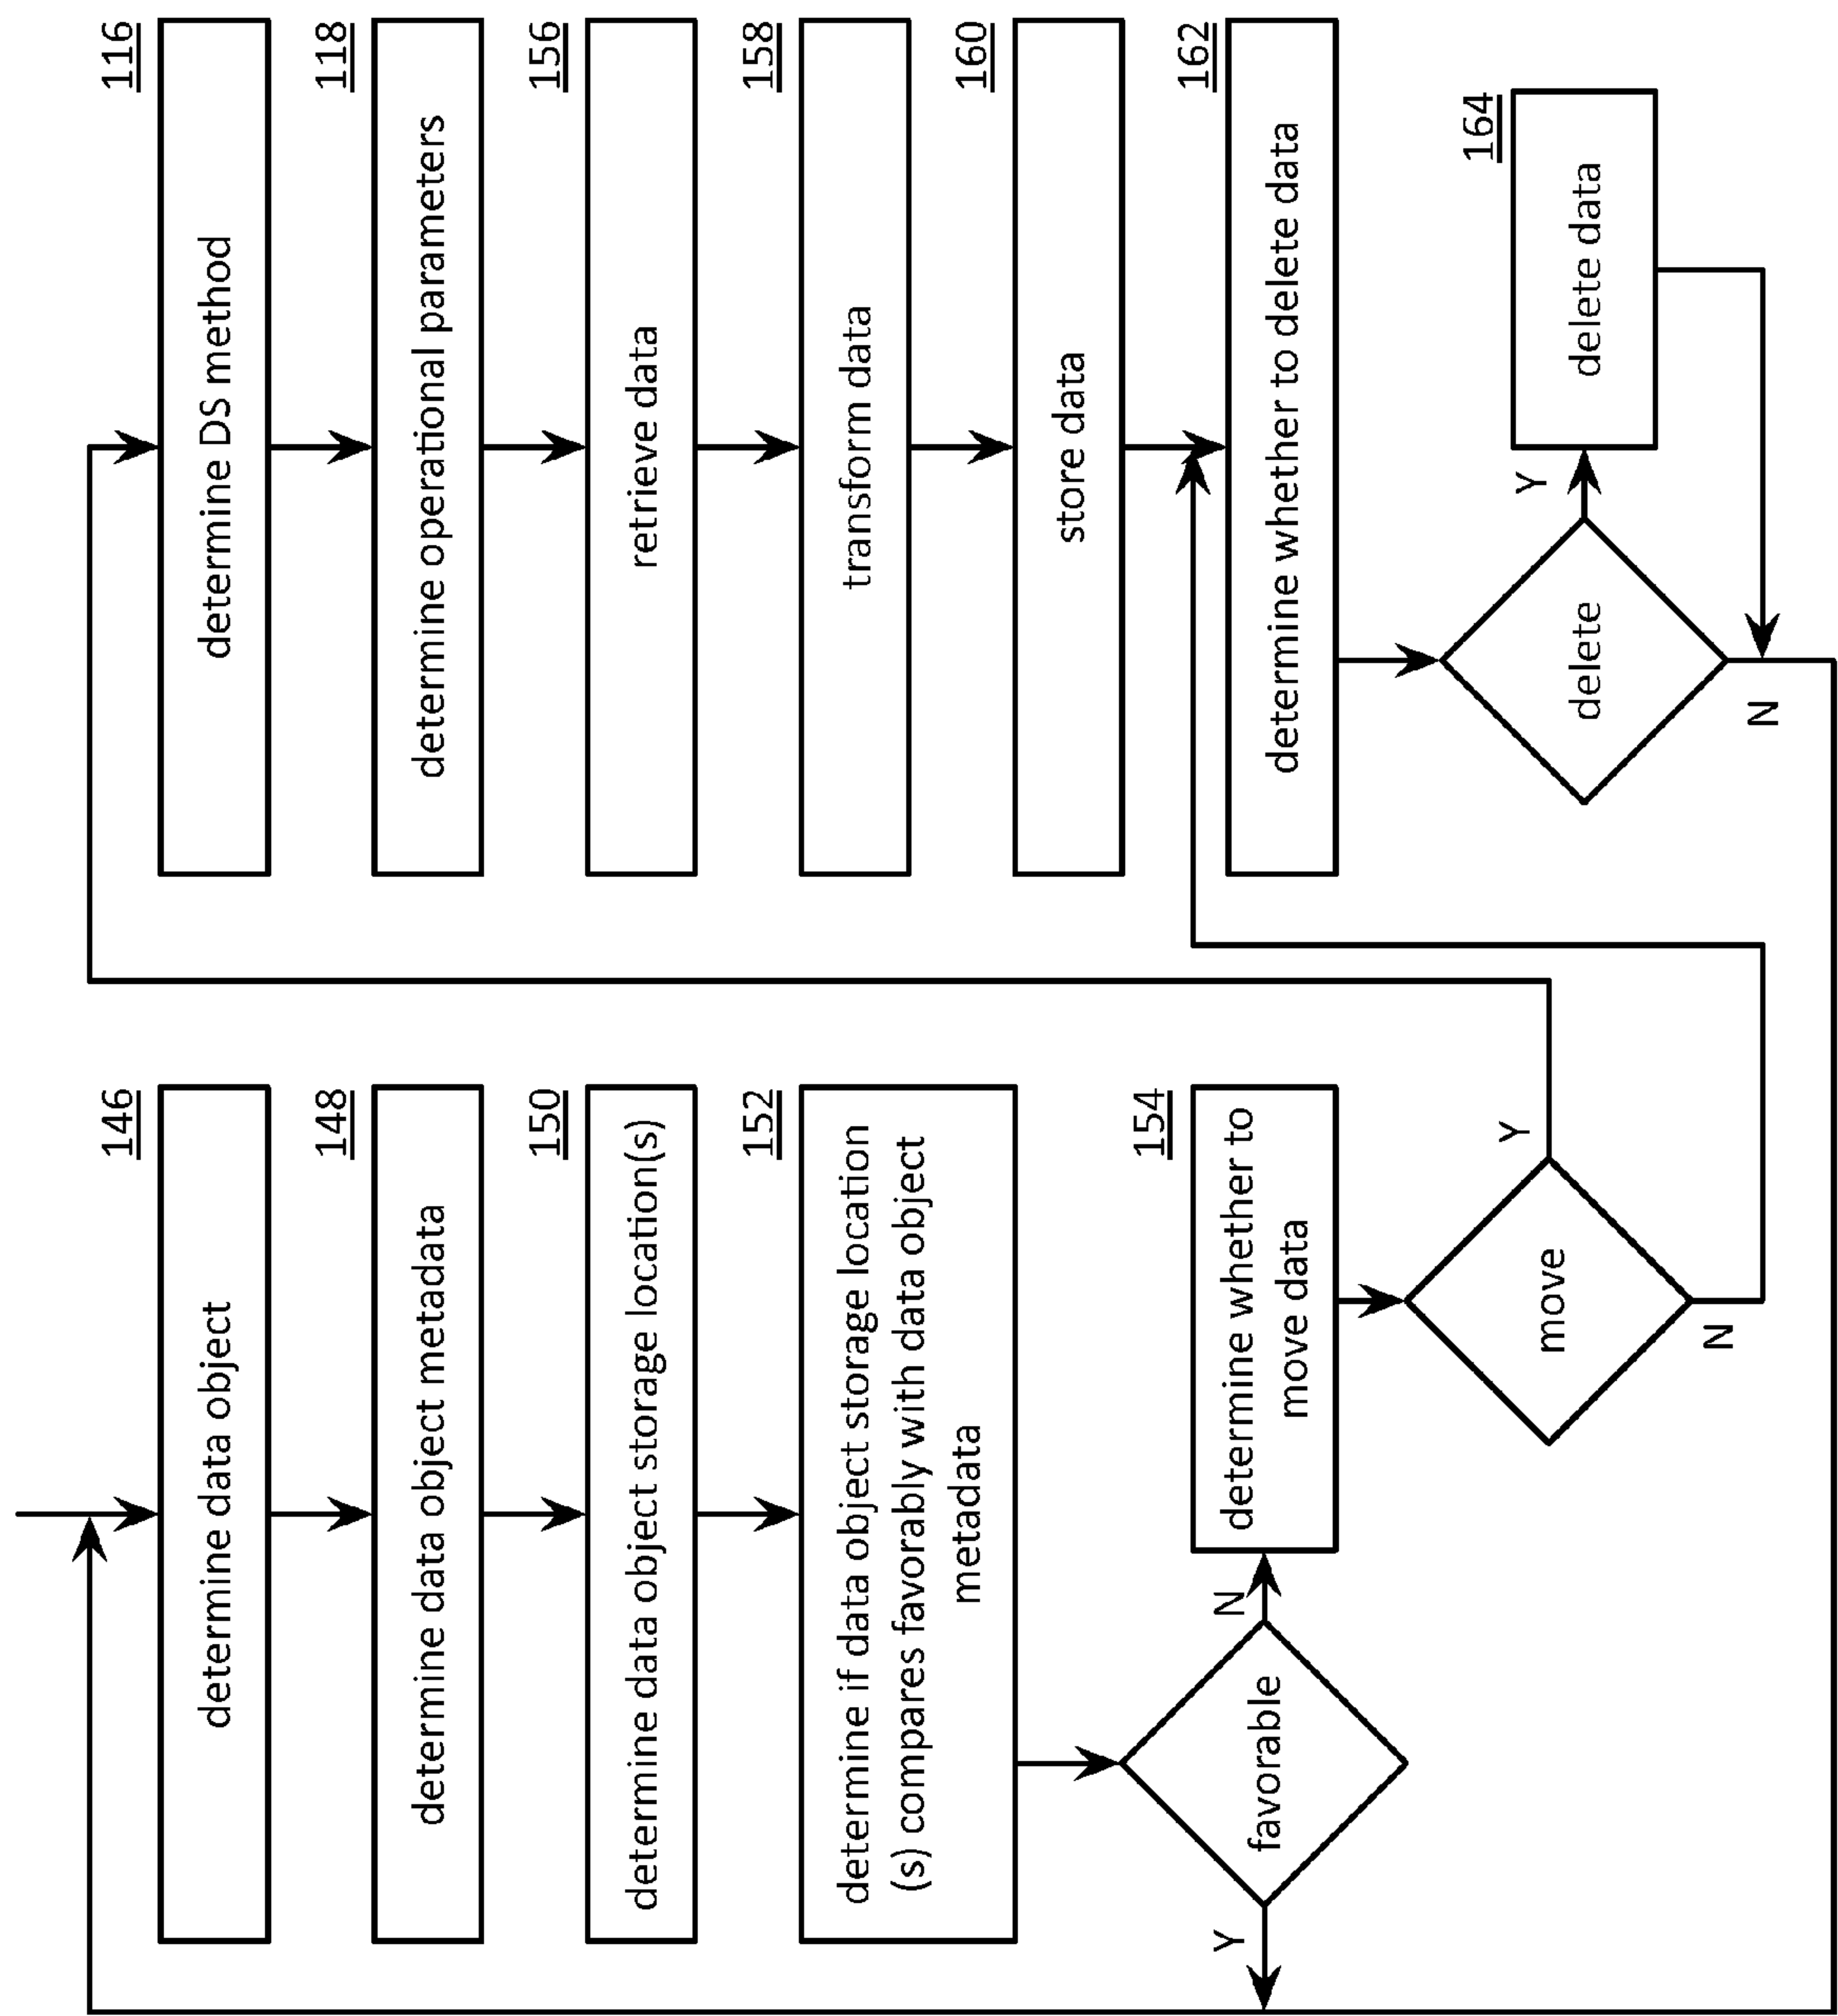 146
determine data object
148
determine data object metadata
150
determine data object storage location(s)
152
determine if data object storage location
(s) compares favorably with data object
metadata
favorable
Y
N
154
determine whether to
move data
move
Y
N
116
determine DS method
118
determine operational parameters
156
retrieve data
158
transform data
160
store data
162
determine whether to delete data
delete
Y
N
164
delete data